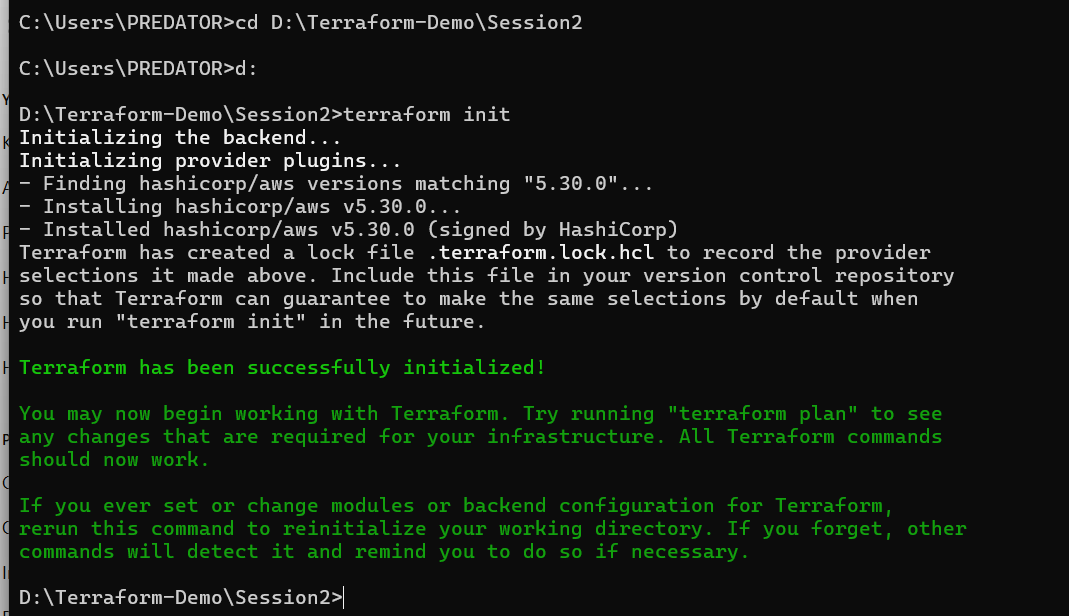 C:\Users\PREDATOR>cd D:\Terraform-Demo\Session2
C:\Users\PREDATOR>d:
D:\Terraform-Demo\Session2>terraform init
Initializing the backend...
Initializing provider plugins...
- Finding hashicorp/aws versions matching "5.30.0"...
- Installing hashicorp/aws v5.30.0...
- Installed hashicorp/aws v5.30.0 (signed by HashiCorp)
Terraform has created a lock file .terraform.lock.hcl to record the provider
selections it made above. Include this file in your version control repository
so that Terraform can guarantee to make the same selections by default when
you run "terraform init" in the future.
Terraform has been successfully initialized!
You may now begin working with Terraform. Try running "terraform plan" to see
any changes that are required for your infrastructure. All Terraform commands
should now work.
If you ever set or change modules or backend configuration for Terraform,
rerun this command to reinitialize your working directory. If you forget, other
commands will detect it and remind you to do so if necessary.
D:\Terraform-Demo\Session2>